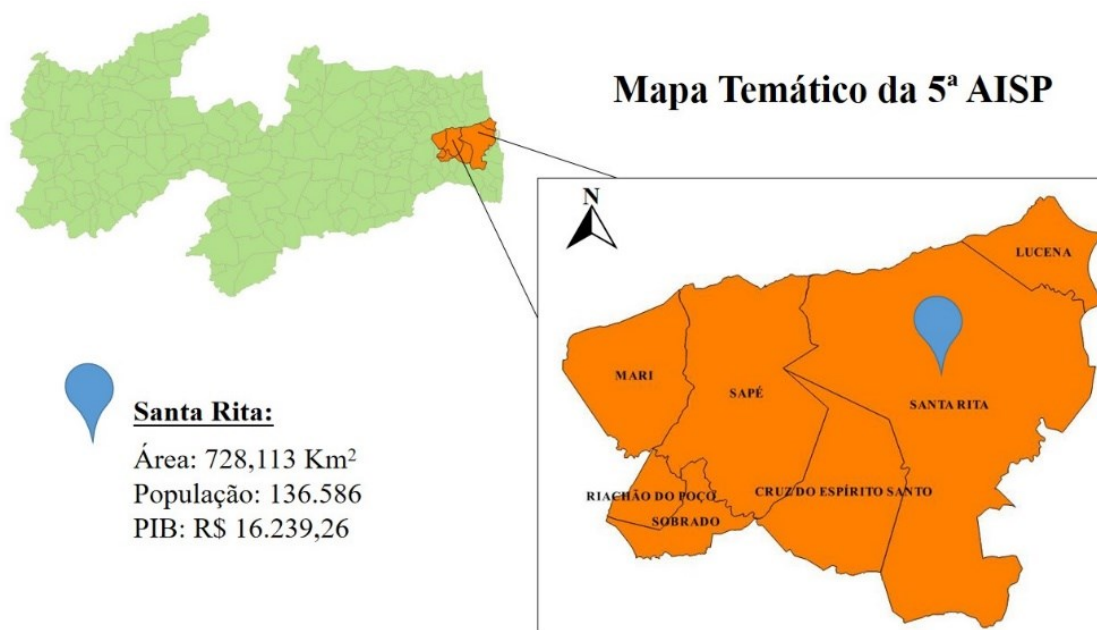 Mapa Temático da 5ª AISP
N
LUCENA
MARI
SAPÉ
SANTA RITA
RIACHÃO DO POÇO
CRUZ DO ESPÍRITO SANTO
SOBRADO
Santa Rita:
Área: 728,113 Km²
População: 136.586
PIB: R$ 16.239,26